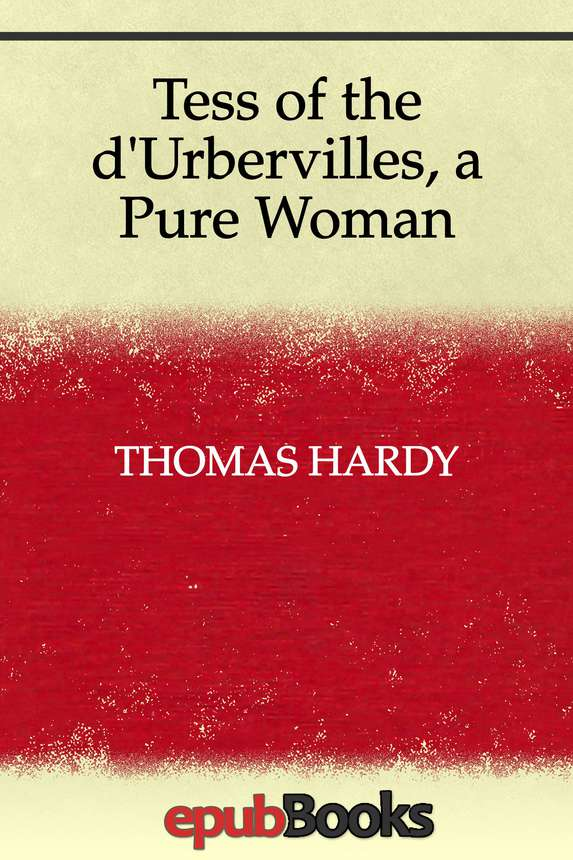 Tess of the
d'Urbervilles, a
Pure Woman
THOMAS HARDY
epubBooks